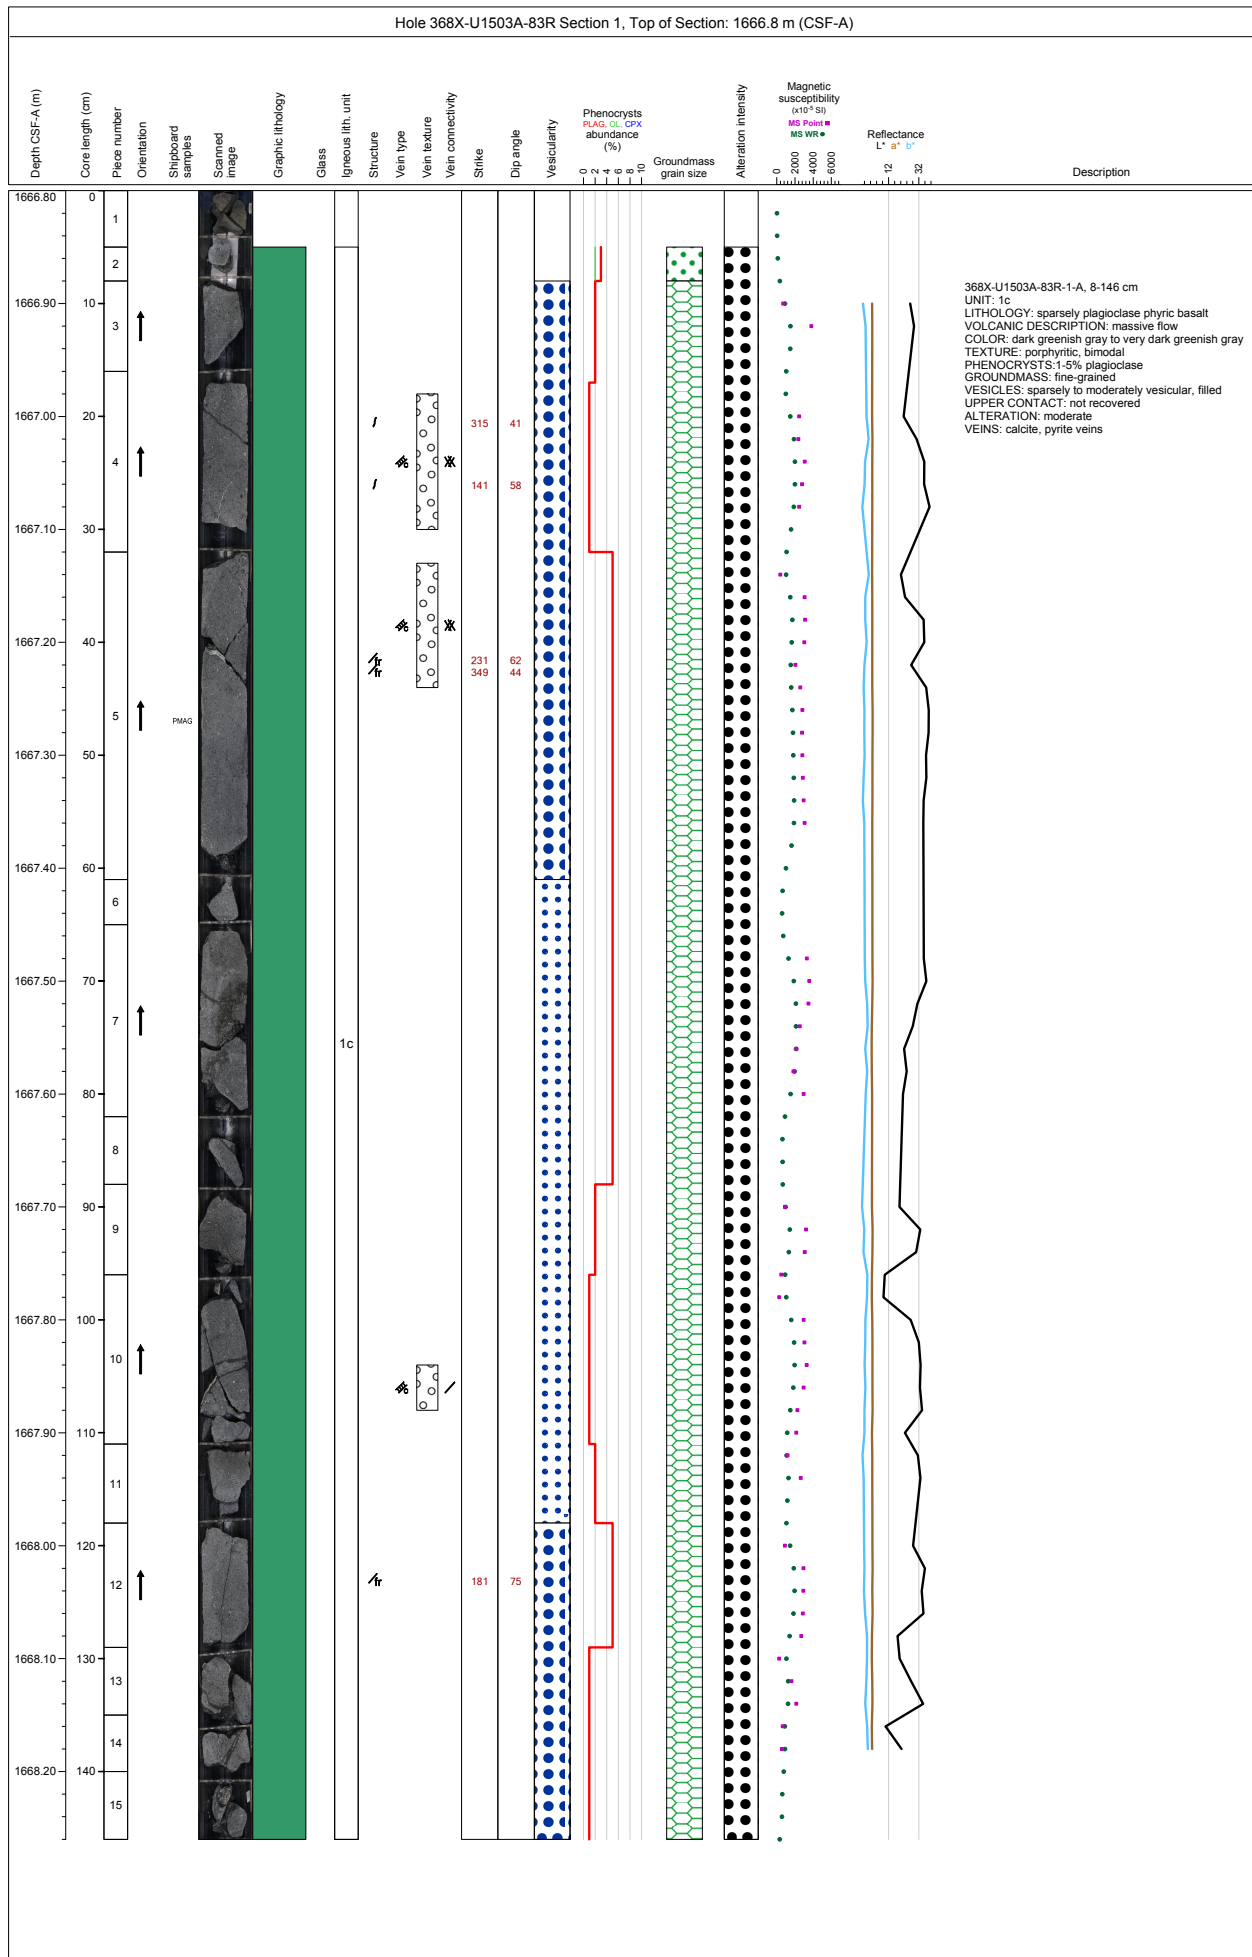 Hole 368X-U1503A-83R Section 1, Top of Section: 1666.8 m (CSF-A)
Depth CSF-A (m)
Core length (cm)
Piece number
Orientation
Shipboard
samples
Scanned
image
Graphic lithology
Glass
Igneous lith. unit
Structure
Vein type
Vein texture
Vein connectivity
Strike
Dip angle
Vesicularity
Phenocrysts
PLAG, OL, CPX
abundance
(%)
0 2 4 6 8 10
Groundmass
grain size
Alteration intensity
Magnetic
susceptibility
(x10⁻⁵ SI)
MS Point
MS WR
0 2000 4000 6000
Reflectance
L* a* b*
12 32
Description
1666.80 0
1
2
1666.90 10
3
1667.00 20
315 41
4
141 58
1667.10 30
1667.20 40
fr 231 62
fr 349 44
5
PMAG
1667.30 50
1667.40 60
6
1667.50 70
7
1c
1667.60 80
8
1667.70 90
9
1667.80 100
10
1667.90 110
11
1668.00 120
12
fr 181 75
1668.10 130
13
14
1668.20 140
15
368X-U1503A-83R-1-A, 8-146 cm
UNIT: 1c
LITHOLOGY: sparsely plagioclase phyric basalt
VOLCANIC DESCRIPTION: massive flow
COLOR: dark greenish gray to very dark greenish gray
TEXTURE: porphyritic, bimodal
PHENOCRYSTS:1-5% plagioclase
GROUNDMASS: fine-grained
VESICLES: sparsely to moderately vesicular, filled
UPPER CONTACT: not recovered
ALTERATION: moderate
VEINS: calcite, pyrite veins